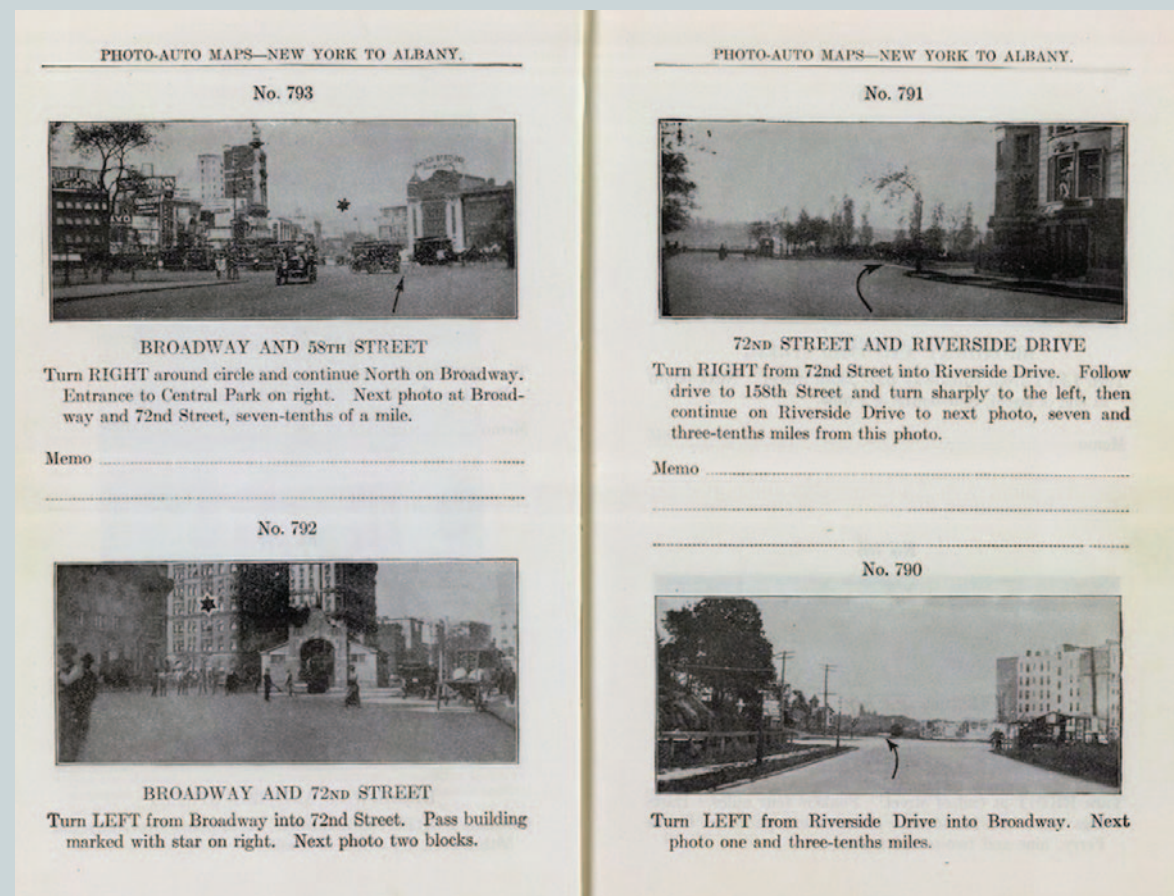 PHOTO-AUTO MAPS—NEW YORK TO ALBANY.
No. 793
BROADWAY AND 58TH STREET
Turn RIGHT around circle and continue North on Broadway.
Entrance to Central Park on right. Next photo at Broad-
way and 72nd Street, seven-tenths of a mile.
Memo
No. 792
BROADWAY AND 72ND STREET
Turn LEFT from Broadway into 72nd Street. Pass building
marked with star on right. Next photo two blocks.
PHOTO-AUTO MAPS—NEW YORK TO ALBANY.
No. 791
72ND STREET AND RIVERSIDE DRIVE
Turn RIGHT from 72nd Street into Riverside Drive. Follow
drive to 158th Street and turn sharply to the left, then
continue on Riverside Drive to next photo, seven and
three-tenths miles from this photo.
Memo
No. 790
Turn LEFT from Riverside Drive into Broadway. Next
photo one and three-tenths miles.